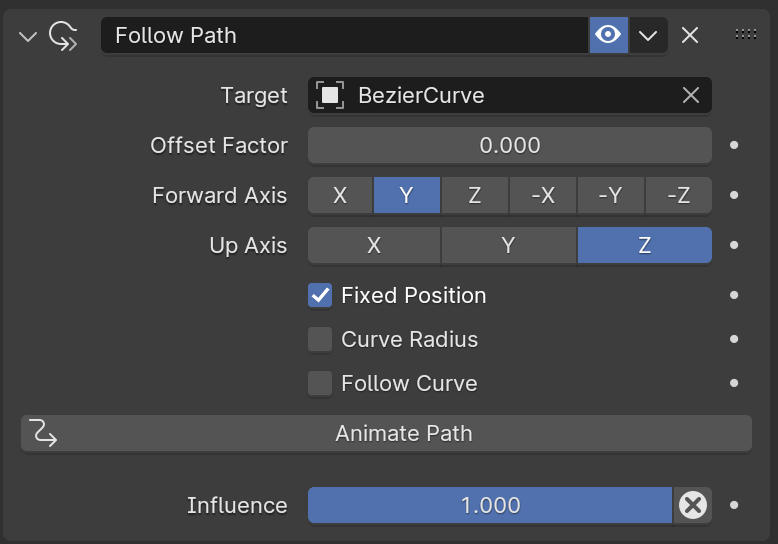 Follow Path
Target BezierCurve
Offset Factor 0.000
Forward Axis X Y Z -X -Y -Z
Up Axis X Y Z
Fixed Position
Curve Radius
Follow Curve
Animate Path
Influence 1.000